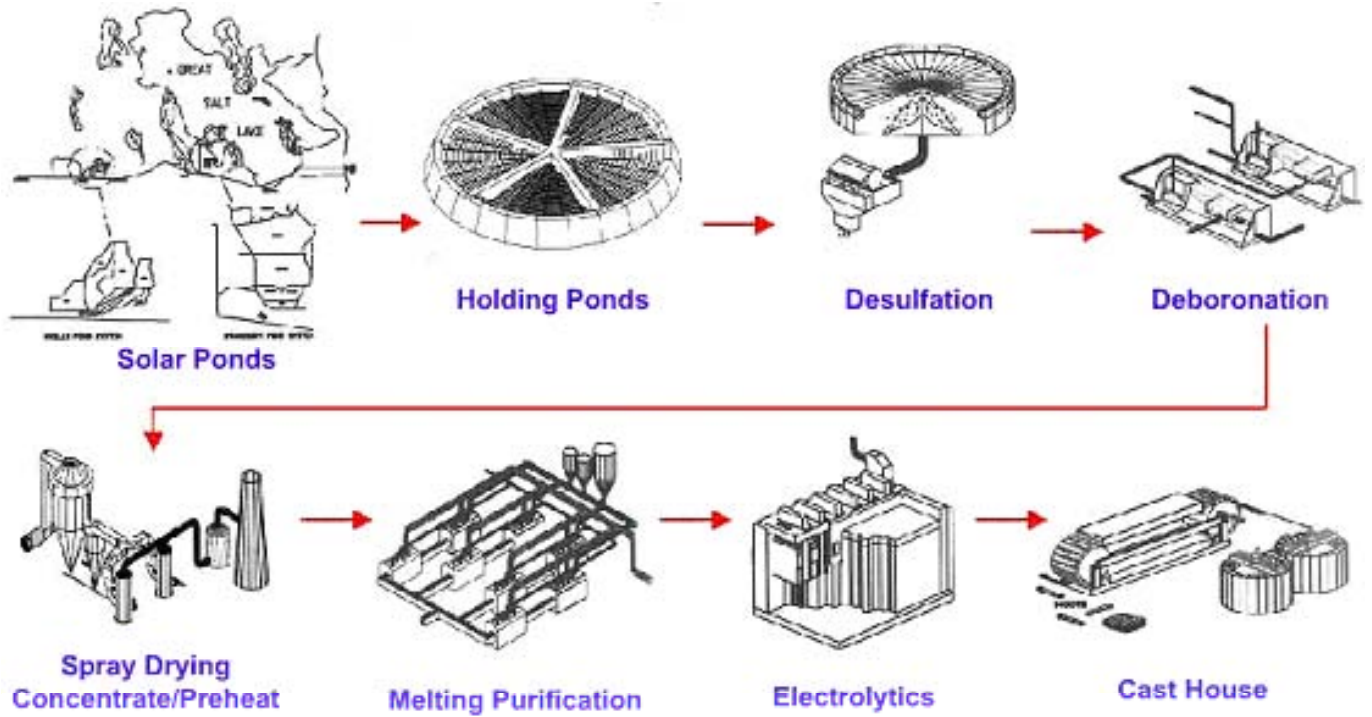 GREAT
SALT
LAKE
Holding Ponds
Desulfation
Deboronation
Solar Ponds
Spray Drying
Concentrate/Preheat
Melting Purification
Electrolytics
Cast House